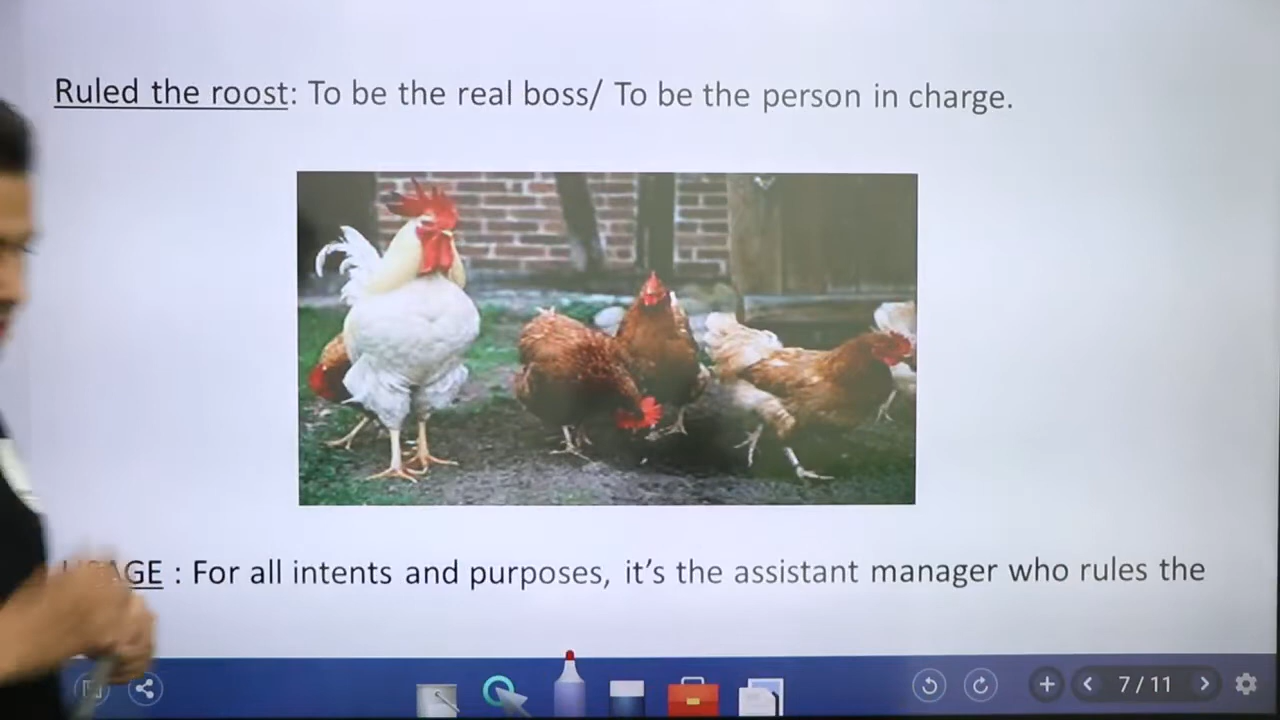 Ruled the roost: To be the real boss/ To be the person in charge.
: For all intents and purposes, it’s the assistant manager who rules the
7 / 11